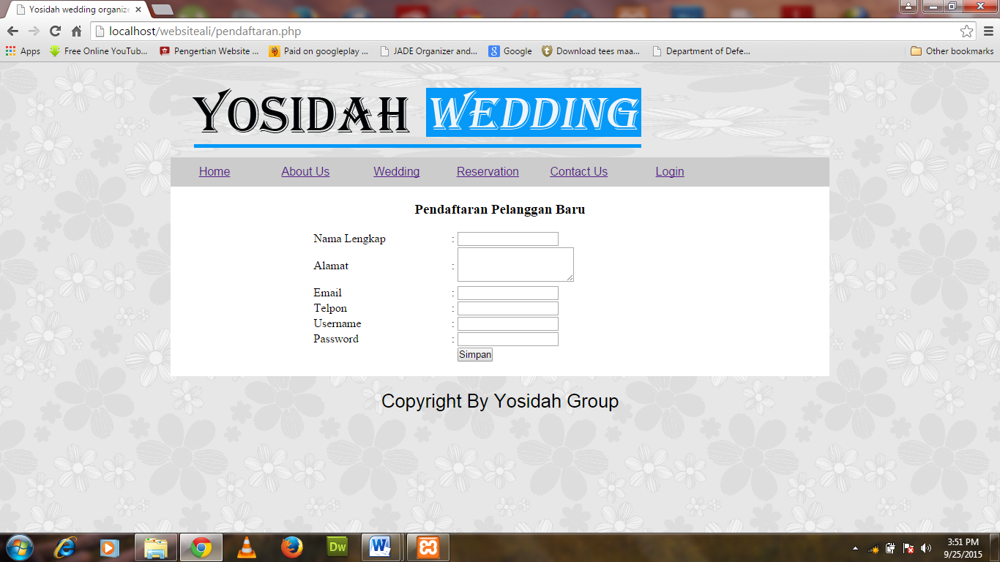 Yosidah wedding organize
localhost/websiteali/pendaftaran.php
Apps Free Online YouTub... Pengertian Website ... Paid on googleplay ... JADE Organizer and... Google Download tees maa... Department of Defe... Other bookmarks
YOSIDAH WEDDING
Home About Us Wedding Reservation Contact Us Login
Pendaftaran Pelanggan Baru
Nama Lengkap :
Alamat :
Email :
Telpon :
Username :
Password :
Simpan
Copyright By Yosidah Group
Dw W
3:51 PM
9/25/2015